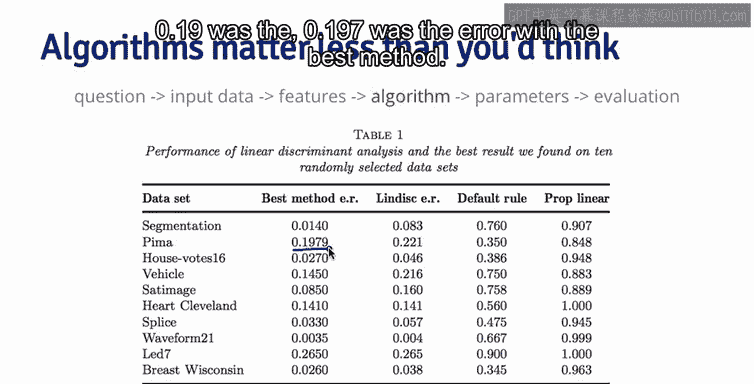 0.19 was the, 0.197 was the error with the
best method.
Algorithms matter less than you'd think
question -> input data -> features -> algorithm -> parameters -> evaluation
TABLE 1
Performance of linear discriminant analysis and the best result we found on ten
randomly selected data sets
Data set Best method e.r. Lindisc e.r. Default rule Prop linear
Segmentation 0.0140 0.083 0.760 0.907
Pima 0.1979 0.221 0.350 0.848
House-votes16 0.0270 0.046 0.386 0.948
Vehicle 0.1450 0.216 0.750 0.883
Satimage 0.0850 0.160 0.758 0.889
Heart Cleveland 0.1410 0.141 0.560 1.000
Splice 0.0330 0.057 0.475 0.945
Waveform21 0.0035 0.004 0.667 0.999
Led7 0.2650 0.265 0.900 1.000
Breast Wisconsin 0.0260 0.038 0.345 0.963